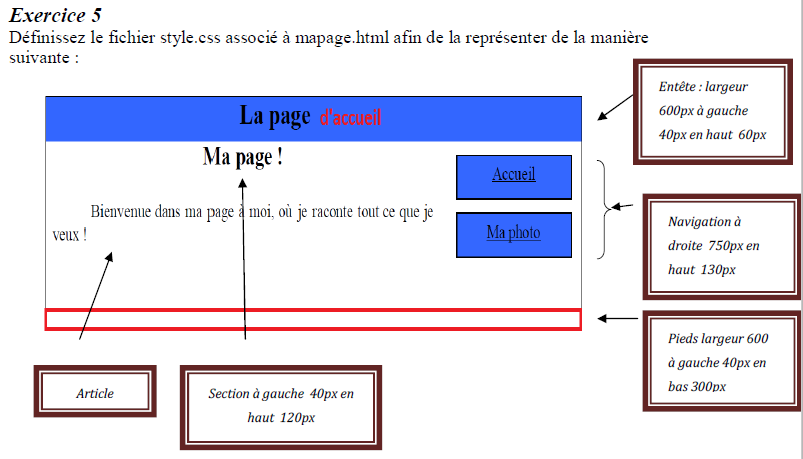 Exercice 5
Définissez le fichier style.css associé à mapage.html afin de la représenter de la manière
suivante :
Entête : largeur
600px à gauche
40px en haut 60px
La page d'accueil
Ma page !
Accueil
Bienvenue dans ma page à moi, où je raconte tout ce que je
veux !
Ma photo
Navigation à
droite 750px en
haut 130px
Pieds largeur 600
à gauche 40px en
bas 300px
Article
Section à gauche 40px en
haut 120px